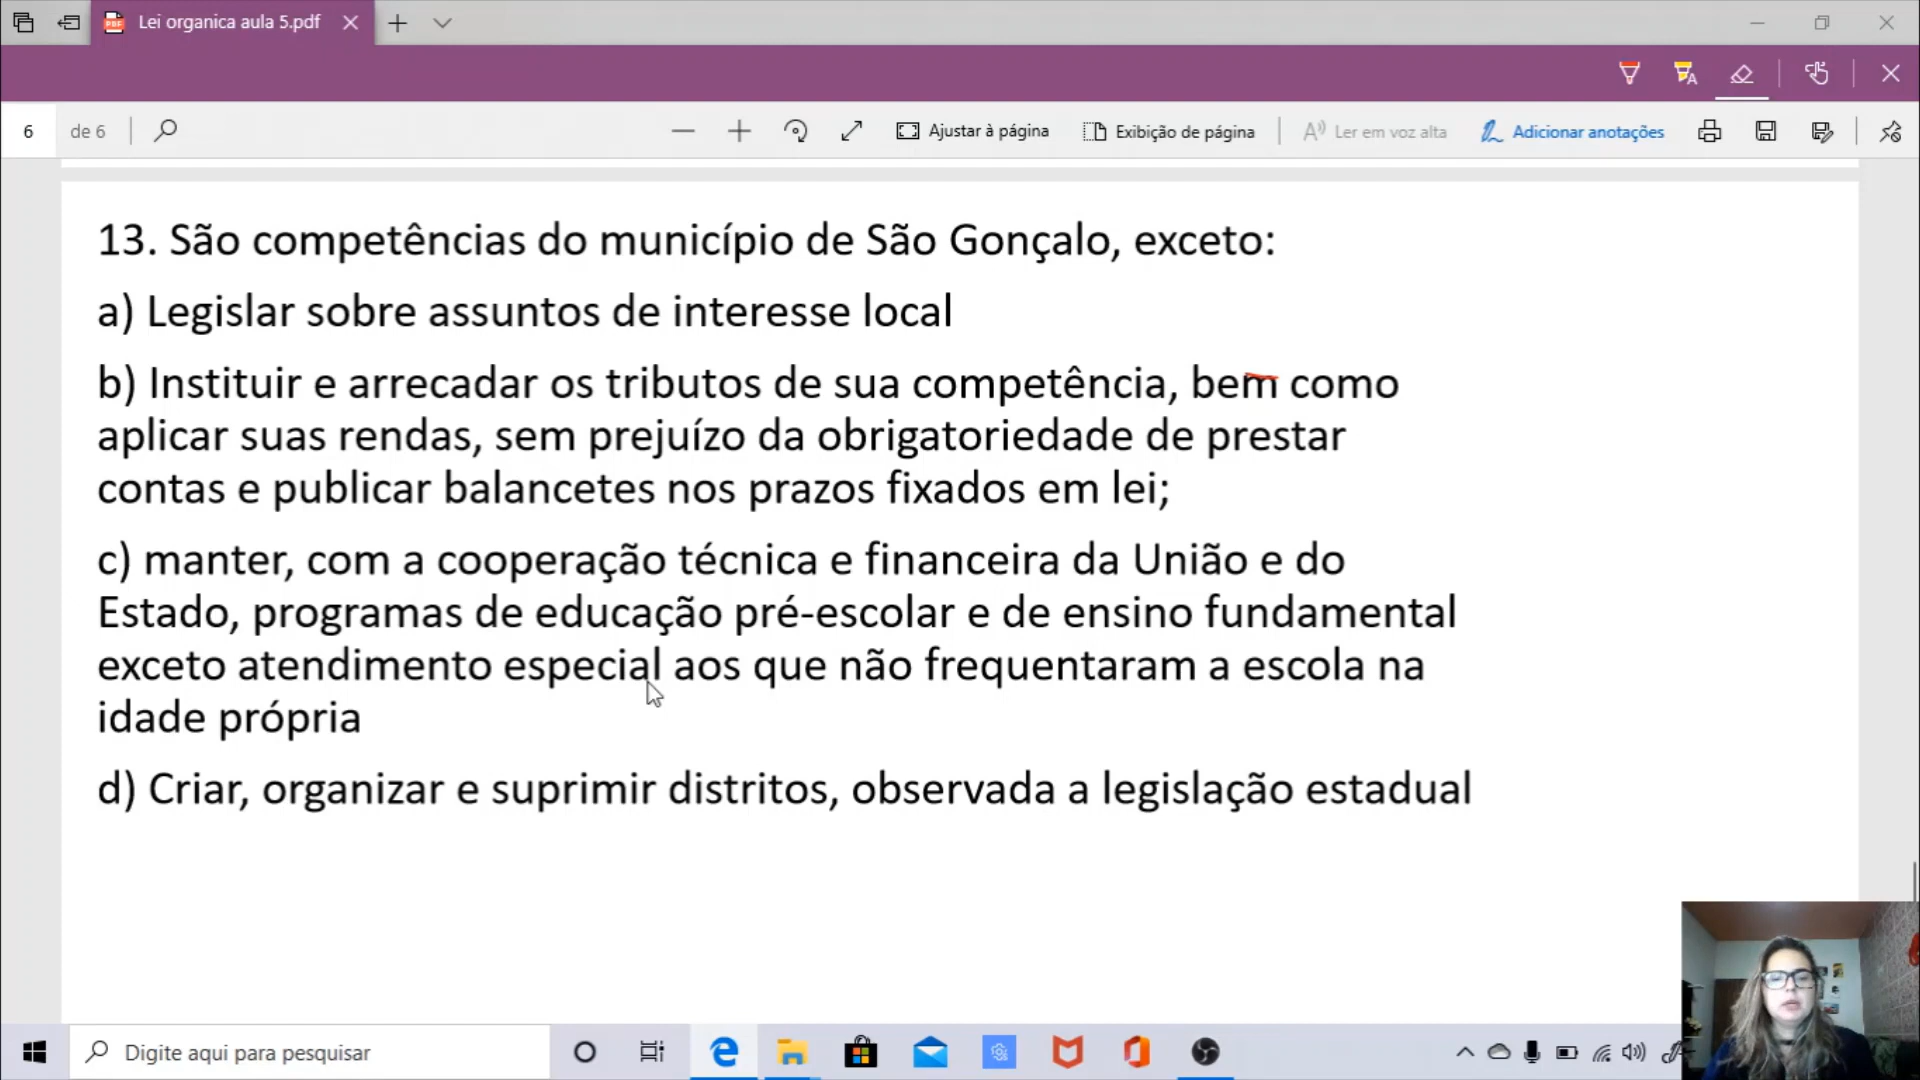 Lei organica aula 5.pdf
6 de 6
Ajustar à página
Exibição de página
Ler em voz alta
Adicionar anotações
13. São competências do município de São Gonçalo, exceto:
a) Legislar sobre assuntos de interesse local
b) Instituir e arrecadar os tributos de sua competência, bem como
aplicar suas rendas, sem prejuízo da obrigatoriedade de prestar
contas e publicar balancetes nos prazos fixados em lei;
c) manter, com a cooperação técnica e financeira da União e do
Estado, programas de educação pré-escolar e de ensino fundamental
exceto atendimento especial aos que não frequentaram a escola na
idade própria
d) Criar, organizar e suprimir distritos, observada a legislação estadual
Digite aqui para pesquisar